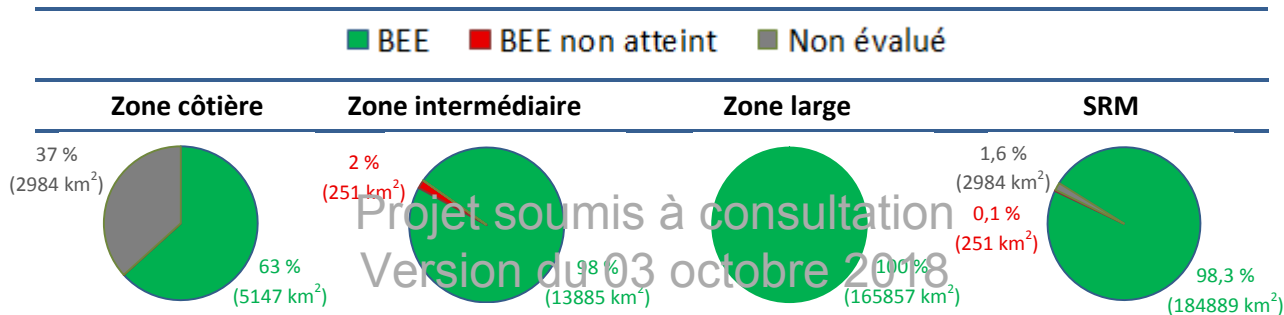 BEE BEE non atteint Non évalué
Zone côtière Zone intermédiaire Zone large SRM
37 %
(2984 km²)
63 %
(5147 km²)
2 %
(251 km²)
98 %
(13885 km²)
100 %
(165857 km²)
1,6 %
(2984 km²)
0,1 %
(251 km²)
98,3 %
(184889 km²)
Projet soumis à consultation
Version du 03 octobre 2018